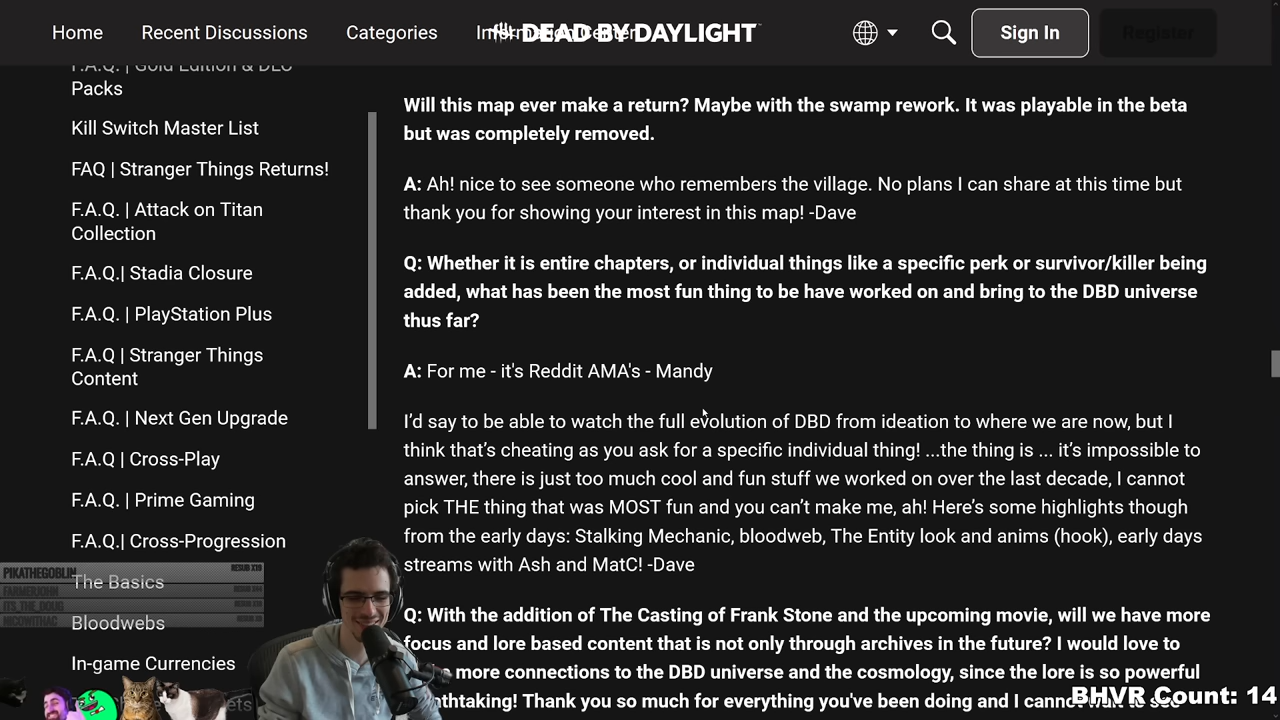 Home
Recent Discussions
Categories
DEAD BY DAYLIGHT
Sign In
Register
F.A.Q. | Gold Edition & DLC
Packs
Kill Switch Master List
FAQ | Stranger Things Returns!
F.A.Q. | Attack on Titan
Collection
F.A.Q.| Stadia Closure
F.A.Q. | PlayStation Plus
F.A.Q | Stranger Things
Content
F.A.Q. | Next Gen Upgrade
F.A.Q | Cross-Play
F.A.Q. | Prime Gaming
F.A.Q.| Cross-Progression
The Basics
Bloodwebs
In-game Currencies
Will this map ever make a return? Maybe with the swamp rework. It was playable in the beta
but was completely removed.
A: Ah! nice to see someone who remembers the village. No plans I can share at this time but
thank you for showing your interest in this map! -Dave
Q: Whether it is entire chapters, or individual things like a specific perk or survivor/killer being
added, what has been the most fun thing to be have worked on and bring to the DBD universe
thus far?
A: For me - it's Reddit AMA's - Mandy
I’d say to be able to watch the full evolution of DBD from ideation to where we are now, but I
think that’s cheating as you ask for a specific individual thing! ...the thing is ... it’s impossible to
answer, there is just too much cool and fun stuff we worked on over the last decade, I cannot
pick THE thing that was MOST fun and you can’t make me, ah! Here’s some highlights though
from the early days: Stalking Mechanic, bloodweb, The Entity look and anims (hook), early days
streams with Ash and MatC! -Dave
Q: With the addition of The Casting of Frank Stone and the upcoming movie, will we have more
focus and lore based content that is not only through archives in the future? I would love to
more connections to the DBD universe and the cosmology, since the lore is so powerful
Thank you so much for everything you've been doing and I
PIKATHEGOBLIN RESUB X19
FARMERJOHN
ITS_THE_DOUG
NICOWITHAC
BHVR Count: 14